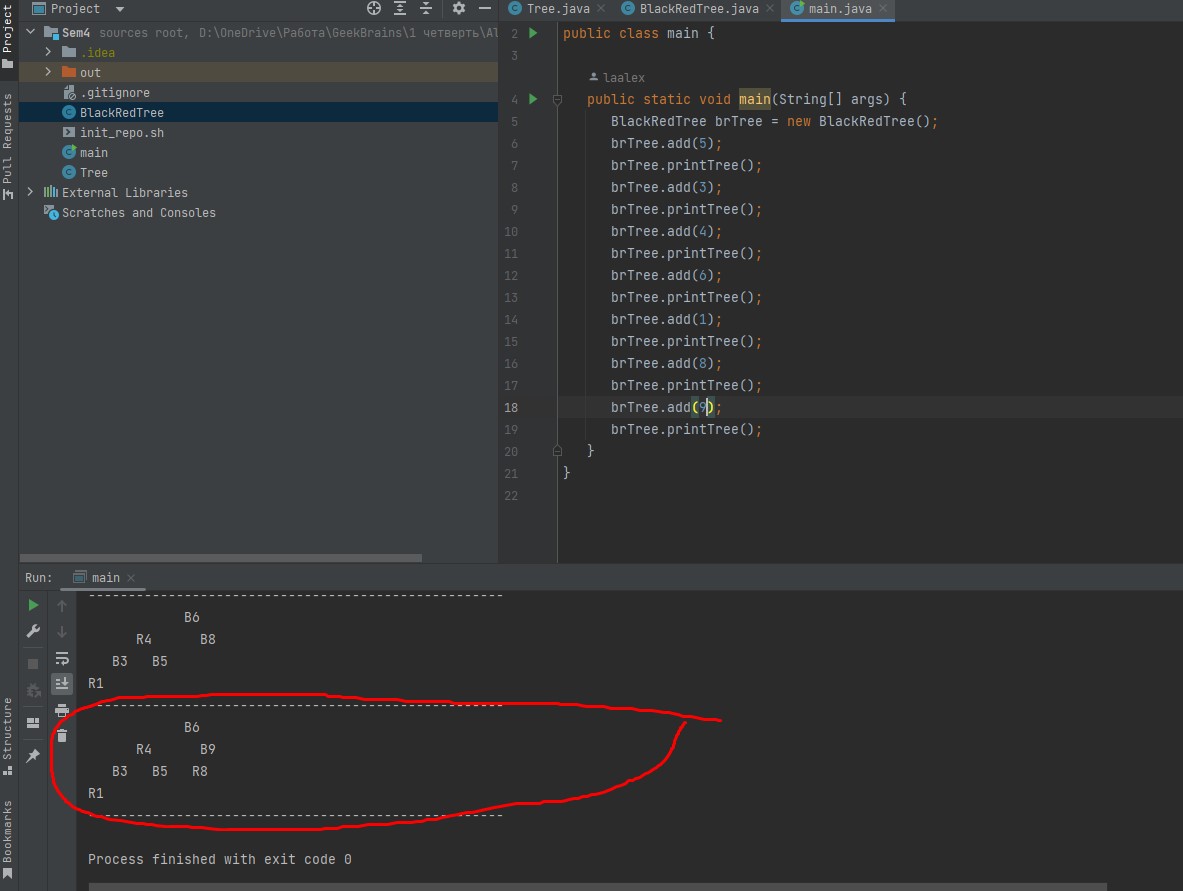 Project
Tree.java
BlackRedTree.java
main.java
Sem4 sources root, D:\OneDrive\Работа\GeekBrains\1 четверть\Al
.idea
out
.gitignore
BlackRedTree
init_repo.sh
main
Tree
External Libraries
Scratches and Consoles
Project
Pull Requests
Structure
Bookmarks
2 public class main {
3
laalex
4 public static void main(String[] args) {
5 BlackRedTree brTree = new BlackRedTree();
6 brTree.add(5);
7 brTree.printTree();
8 brTree.add(3);
9 brTree.printTree();
10 brTree.add(4);
11 brTree.printTree();
12 brTree.add(6);
13 brTree.printTree();
14 brTree.add(1);
15 brTree.printTree();
16 brTree.add(8);
17 brTree.printTree();
18 brTree.add(9);
19 brTree.printTree();
20 }
21 }
22
Run: main
----------------------------------------------------
B6
R4 B8
B3 B5
R1
----------------------------------------------------
B6
R4 B9
B3 B5 R8
R1
----------------------------------------------------
Process finished with exit code 0